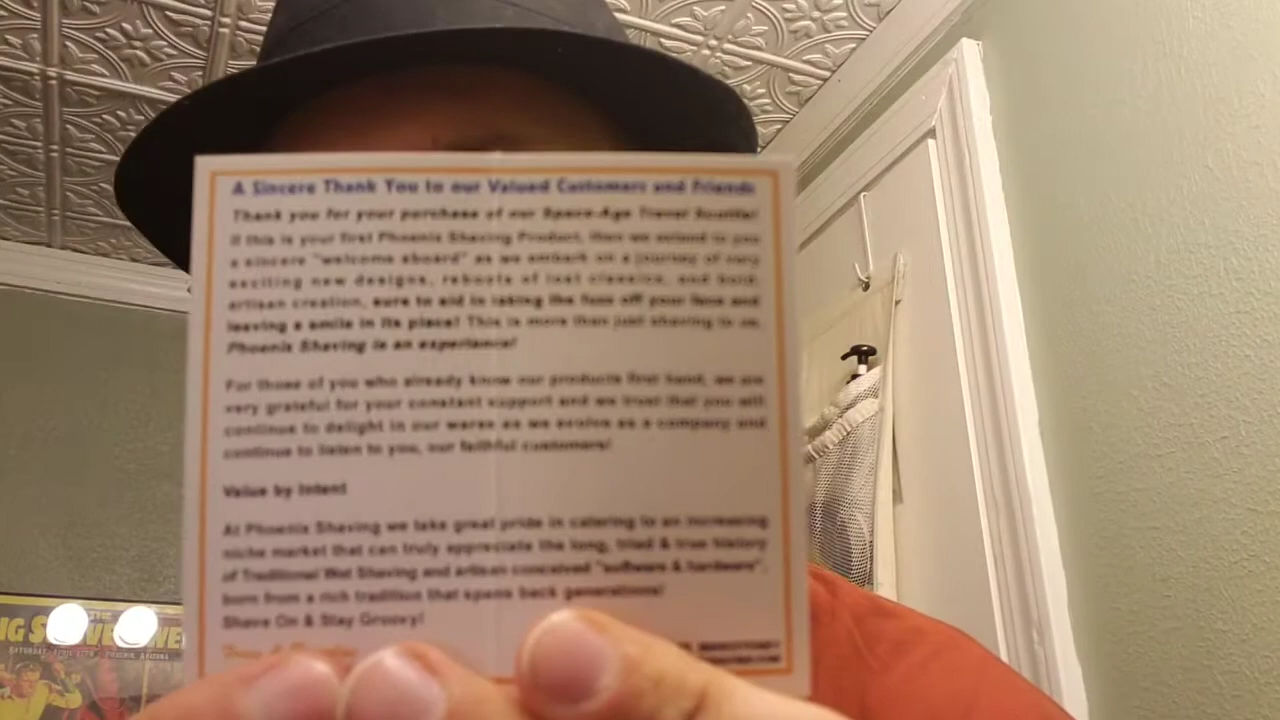 A Sincere Thank You to our Valued Customers and Friends
Thank you for your purchase of our Space-Age Travel Scuttle!
If this is your first Phoenix Shaving Product, then we extend to you
a sincere "welcome aboard" as we embark on a journey of very
exciting new designs, reboots of lost classics, and bold
artisan creation, sure to aid in taking the fuss off your face and
leaving a smile in its place! This is more than just shaving to us,
Phoenix Shaving is an experience!
For those of you who already know our products first hand, we are
very grateful for your constant support and we trust that you will
continue to delight in our wares as we evolve as a company and
continue to listen to you, our faithful customers!
Value by Intent
At Phoenix Shaving we take great pride in catering to an increasing
niche market that can truly appreciate the long, tried & true history
of Traditional Wet Shaving and artisan conceived "software & hardware",
born from a rich tradition that spans back generations!
Shave On & Stay Groovy!
THE
SATURDAY, APRIL 27TH - PHOENIX, ARIZONA